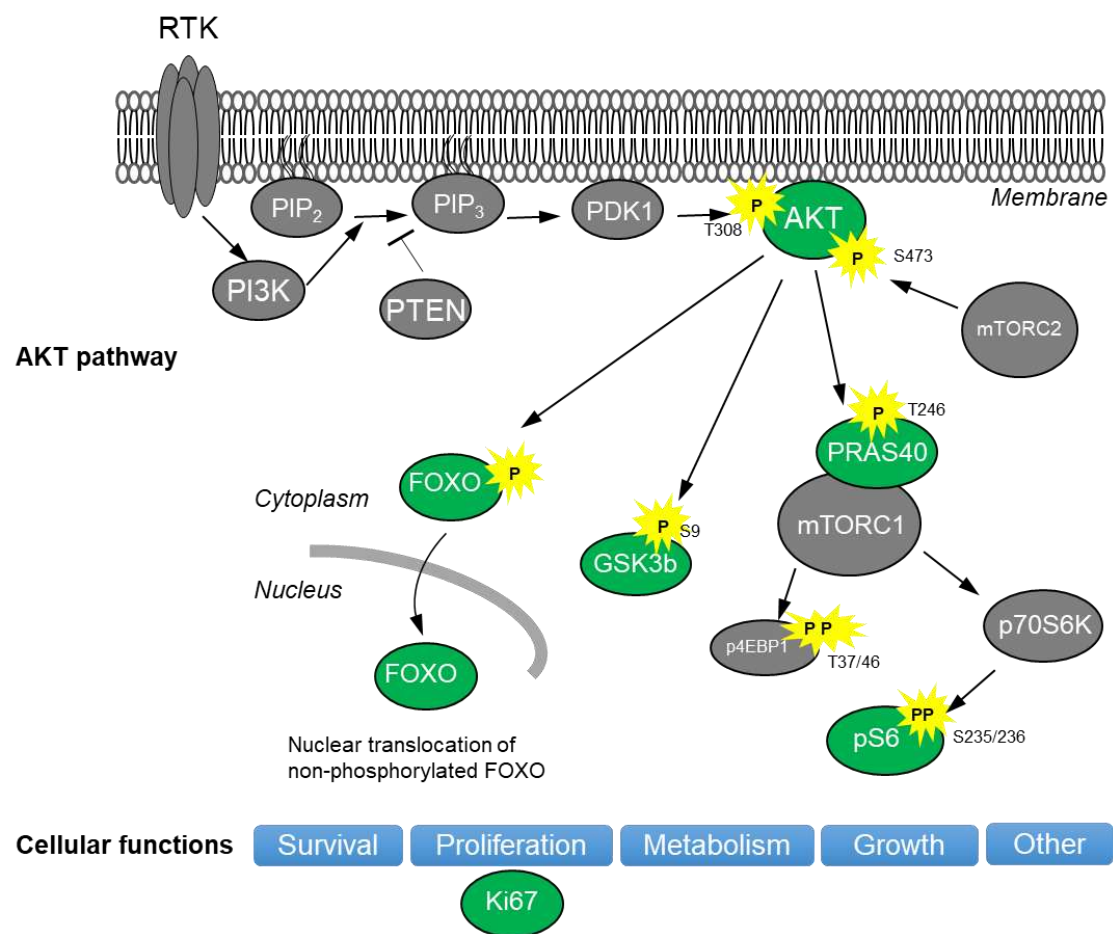 RTK
Membrane
PIP2
PIP3
PDK1
P
AKT
T308
P
S473
PI3K
PTEN
mTORC2
AKT pathway
P
T246
PRAS40
FOXO
P
Cytoplasm
mTORC1
P
S9
GSK3b
Nucleus
p70S6K
P P
p4EBP1
T37/46
FOXO
PP
pS6
S235/236
Nuclear translocation of
non-phosphorylated FOXO
Cellular functions
Survival
Proliferation
Metabolism
Growth
Other
Ki67